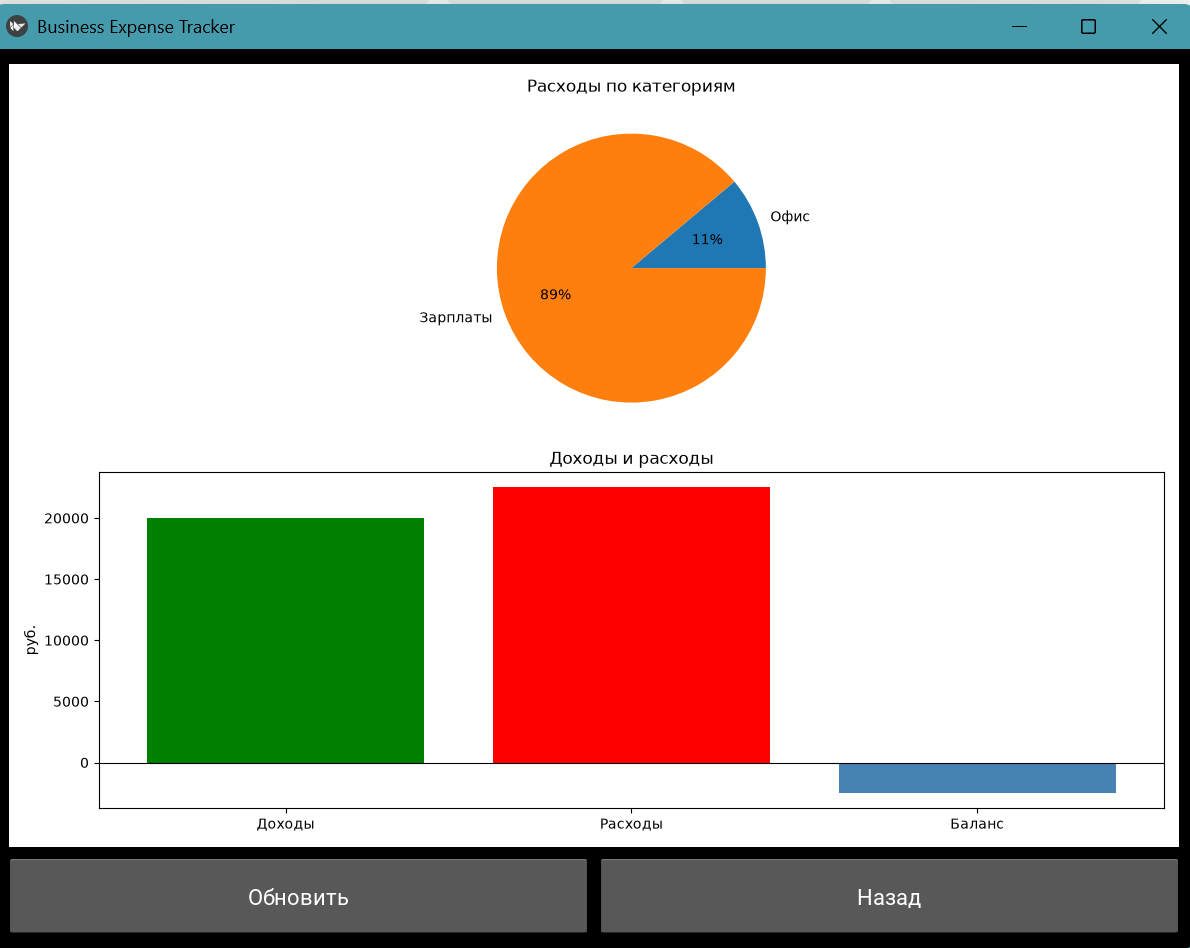 Business Expense Tracker
Расходы по категориям
Офис
11%
89%
Зарплаты
Доходы и расходы
20000
15000
10000
5000
0
руб.
Доходы
Расходы
Баланс
Обновить
Назад